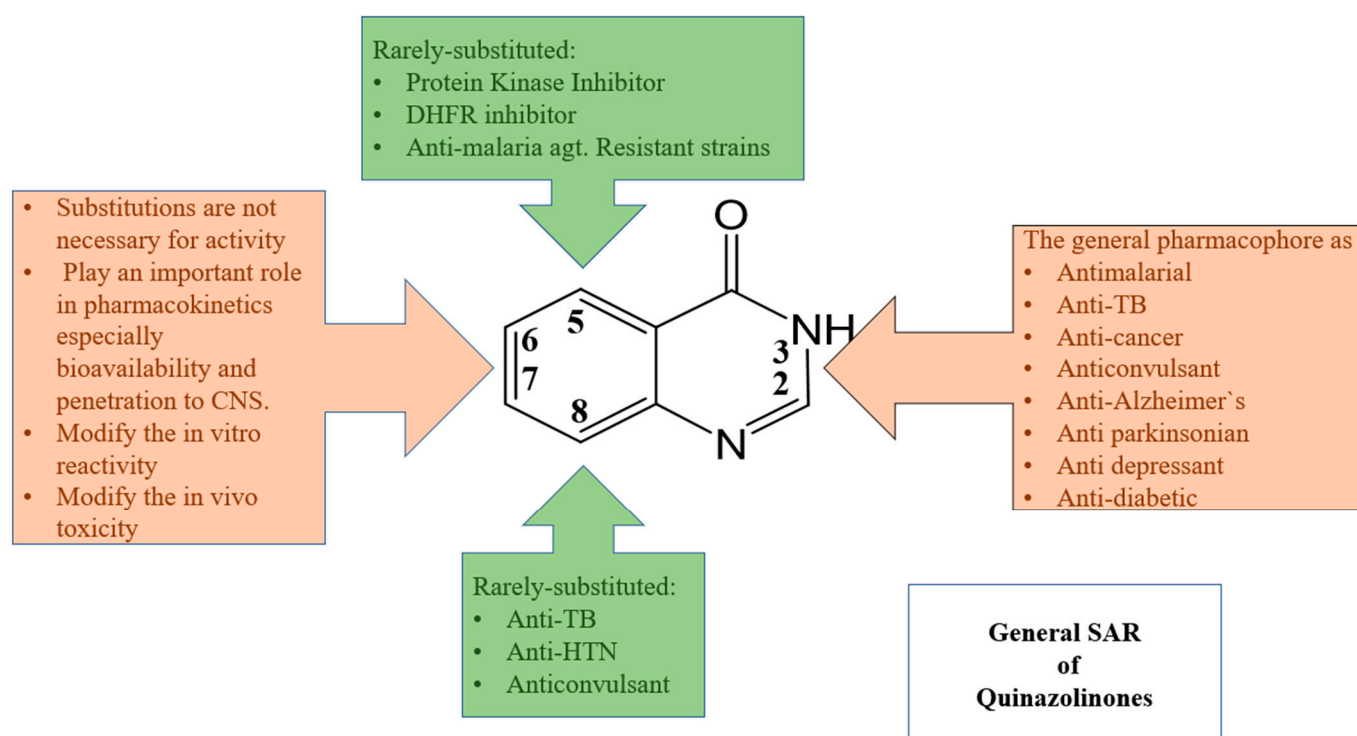 Rarely-substituted:
• Protein Kinase Inhibitor
• DHFR inhibitor
• Anti-malaria agt. Resistant strains
• Substitutions are not
necessary for activity
• Play an important role
in pharmacokinetics
especially
bioavailability and
penetration to CNS.
• Modify the in vitro
reactivity
• Modify the in vivo
toxicity
O
5
6
7
8
NH
3
2
N
The general pharmacophore as
• Antimalarial
• Anti-TB
• Anti-cancer
• Anticonvulsant
• Anti-Alzheimer`s
• Anti parkinsonian
• Anti depressant
• Anti-diabetic
Rarely-substituted:
• Anti-TB
• Anti-HTN
• Anticonvulsant
General SAR
of
Quinazolinones